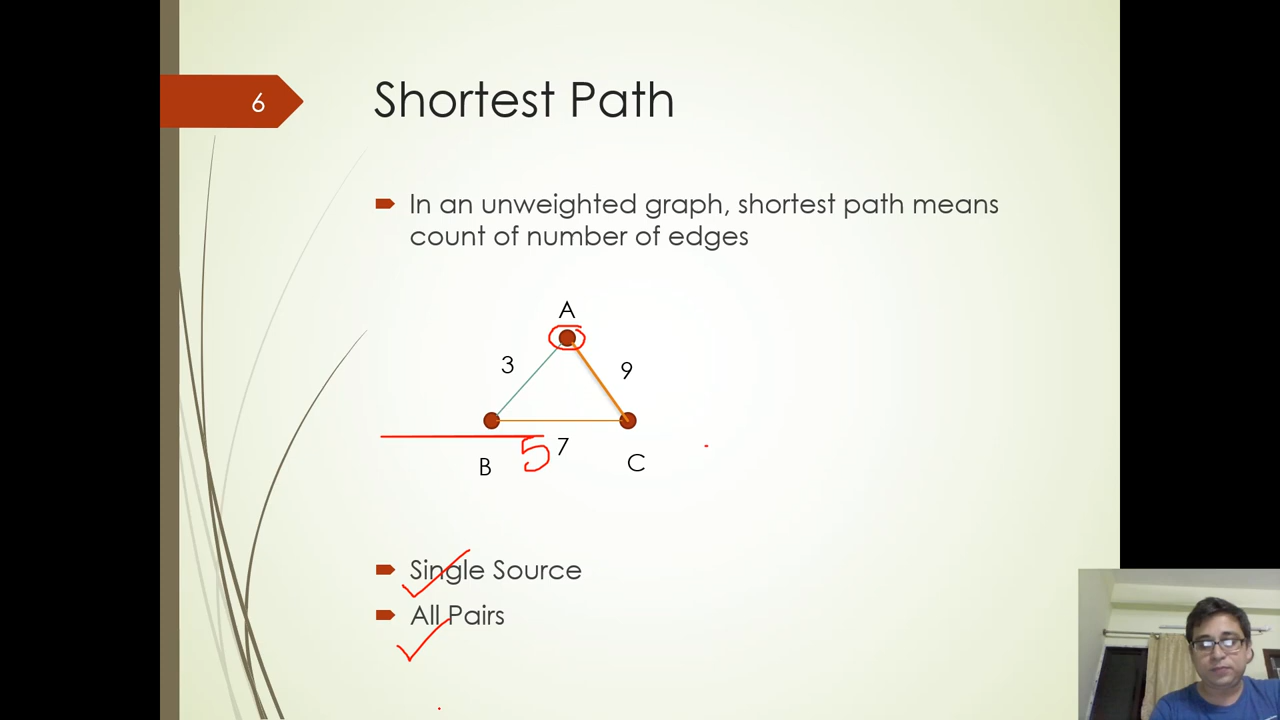 6
Shortest Path
In an unweighted graph, shortest path means
count of number of edges
A
3
9
5
7
B
C
Single Source
All Pairs